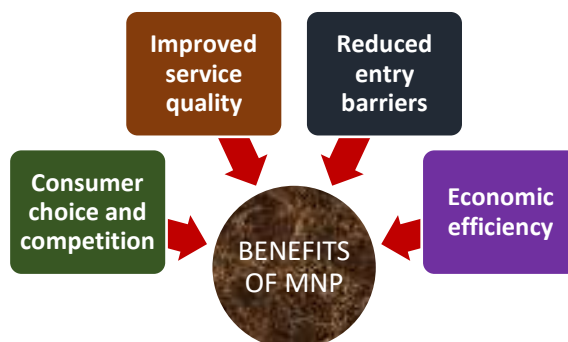 Improved
service
quality
Reduced
entry
barriers
Consumer
choice and
competition
Economic
efficiency
BENEFITS
OF MNP